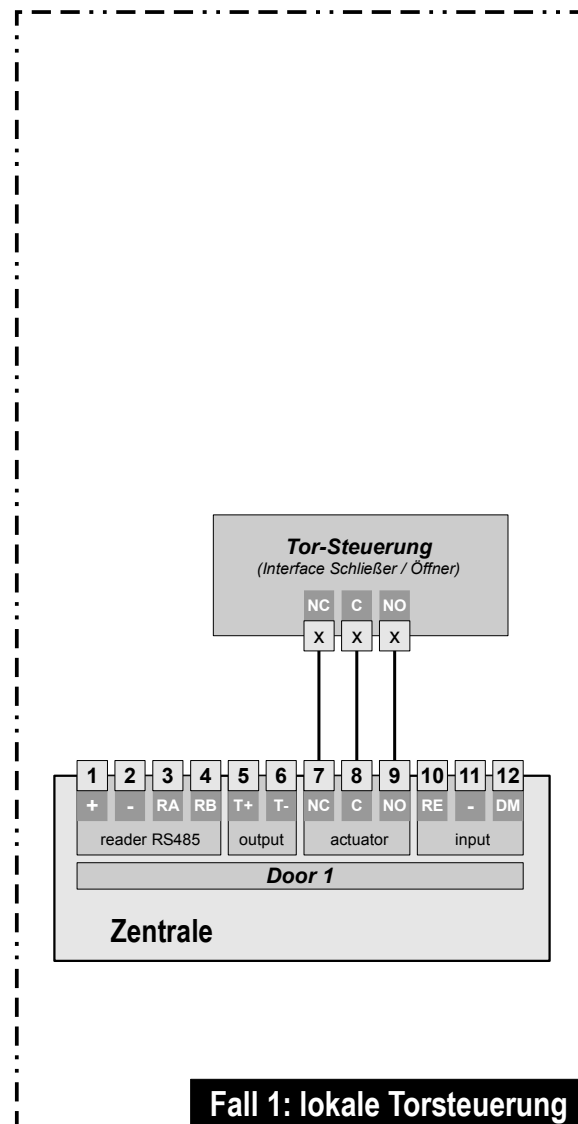 Tor-Steuerung
(Interface Schließer / Öffner)
NC C NO
x x x
1 2 3 4 5 6 7 8 9 10 11 12
+ - RA RB T+ T- NC C NO RE - DM
reader RS485 output actuator input
Door 1
Zentrale
Fall 1: lokale Torsteuerung